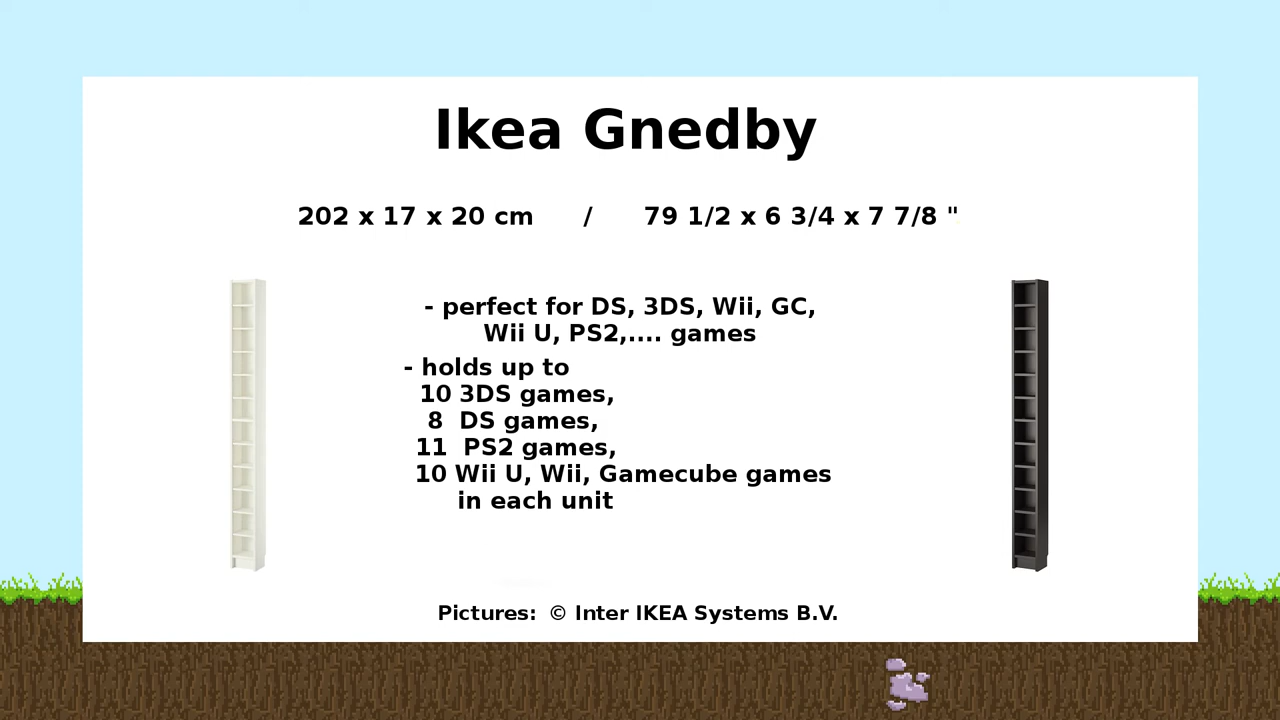 Ikea Gnedby
202 x 17 x 20 cm / 79 1/2 x 6 3/4 x 7 7/8 "
- perfect for DS, 3DS, Wii, GC,
Wii U, PS2,.... games
- holds up to
10 3DS games,
8 DS games,
11 PS2 games,
10 Wii U, Wii, Gamecube games
in each unit
Pictures: © Inter IKEA Systems B.V.